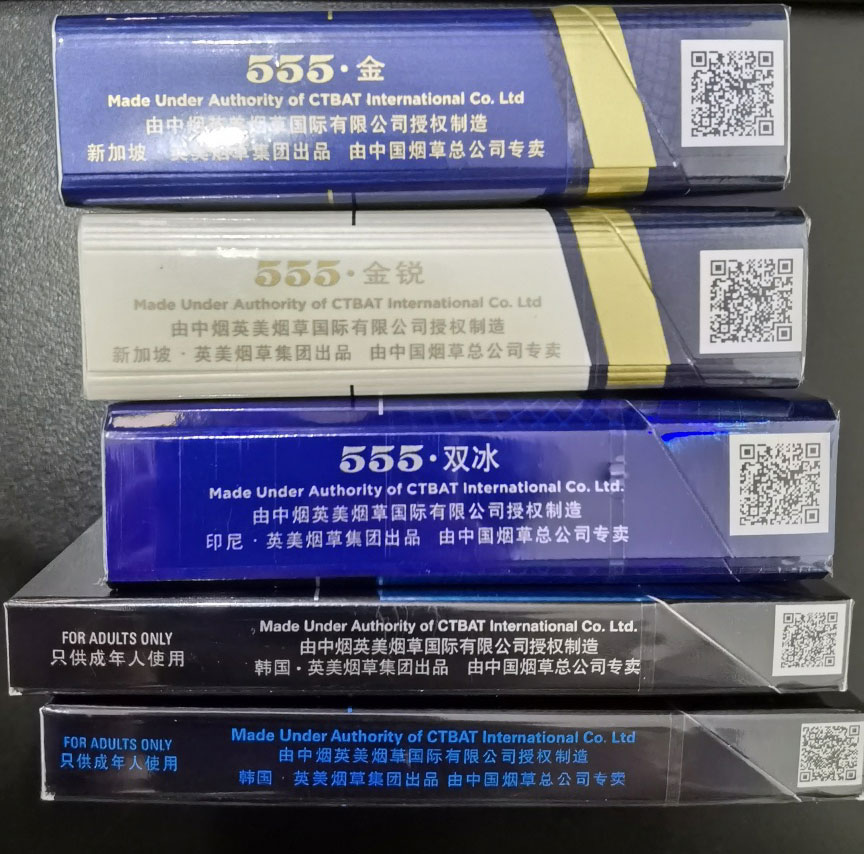 555·金
Made Under Authority of CTBAT International Co. Ltd
由中烟英美烟草国际有限公司授权制造
新加坡 英美烟草集团出品 由中国烟草总公司专卖
555·金锐
Made Under Authority of CTBAT International Co. Ltd
由中烟英美烟草国际有限公司授权制造
新加坡·英美烟草集团出品 由中国烟草总公司专卖
555·双冰
Made Under Authority of CTBAT International Co. Ltd.
由中烟英美烟草国际有限公司授权制造
印尼·英美烟草集团出品 由中国烟草总公司专卖
FOR ADULTS ONLY
只供成年人使用
Made Under Authority of CTBAT International Co. Ltd.
由中烟英美烟草国际有限公司授权制造
韩国·英美烟草集团出品 由中国烟草总公司专卖
FOR ADULTS ONLY
只供成年人使用
Made Under Authority of CTBAT International Co. Ltd
由中烟英美烟草国际有限公司授权制造
韩国·英美烟草集团出品 由中国烟草总公司专卖